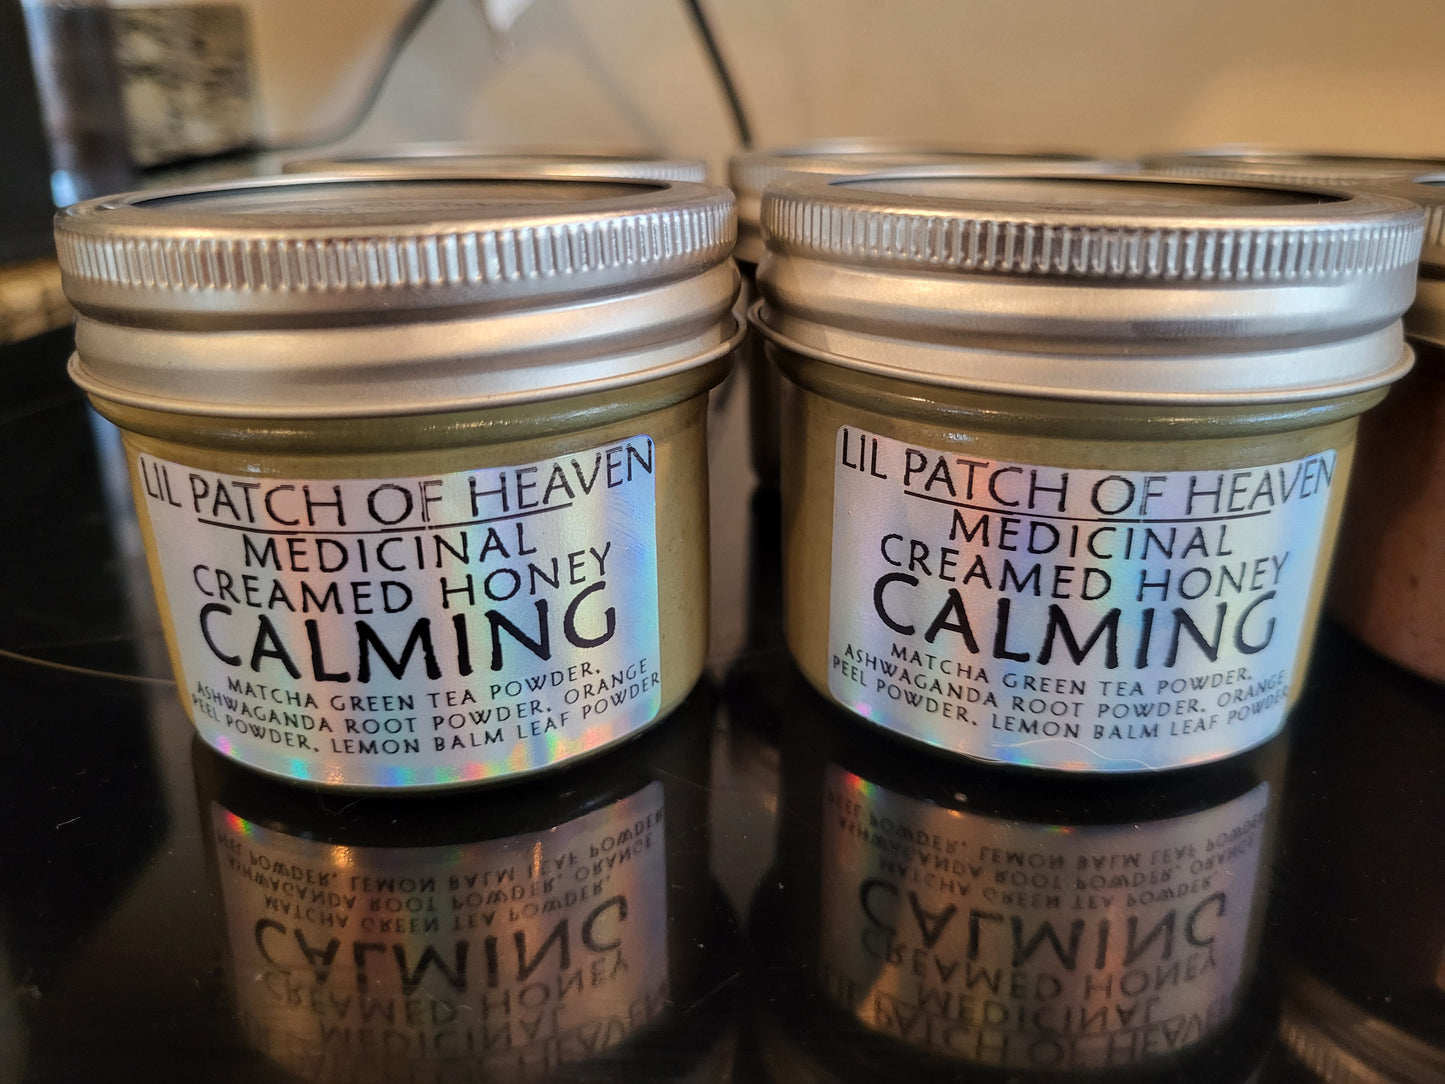 LIL PATCH OF HEAVEN
MEDICINAL
CREAMED HONEY
CALMING
MATCHA GREEN TEA POWDER,
ASHWAGANDA ROOT POWDER, ORANGE
PEEL POWDER, LEMON BALM LEAF POWDER
LIL PATCH OF HEAVEN
MEDICINAL
CREAMED HONEY
CALMING
MATCHA GREEN TEA POWDER,
ASHWAGANDA ROOT POWDER, ORANGE
PEEL POWDER, LEMON BALM LEAF POWDER